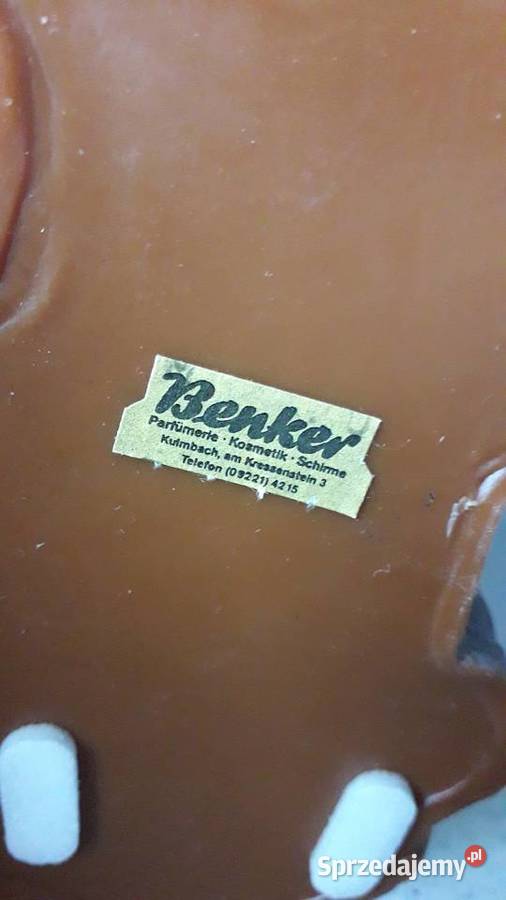 Benker
Parfümerie · Kosmetik · Schirme
Kulmbach, am Kressenstein 3
Telefon (09221) 4215
Sprzedajemy.pl